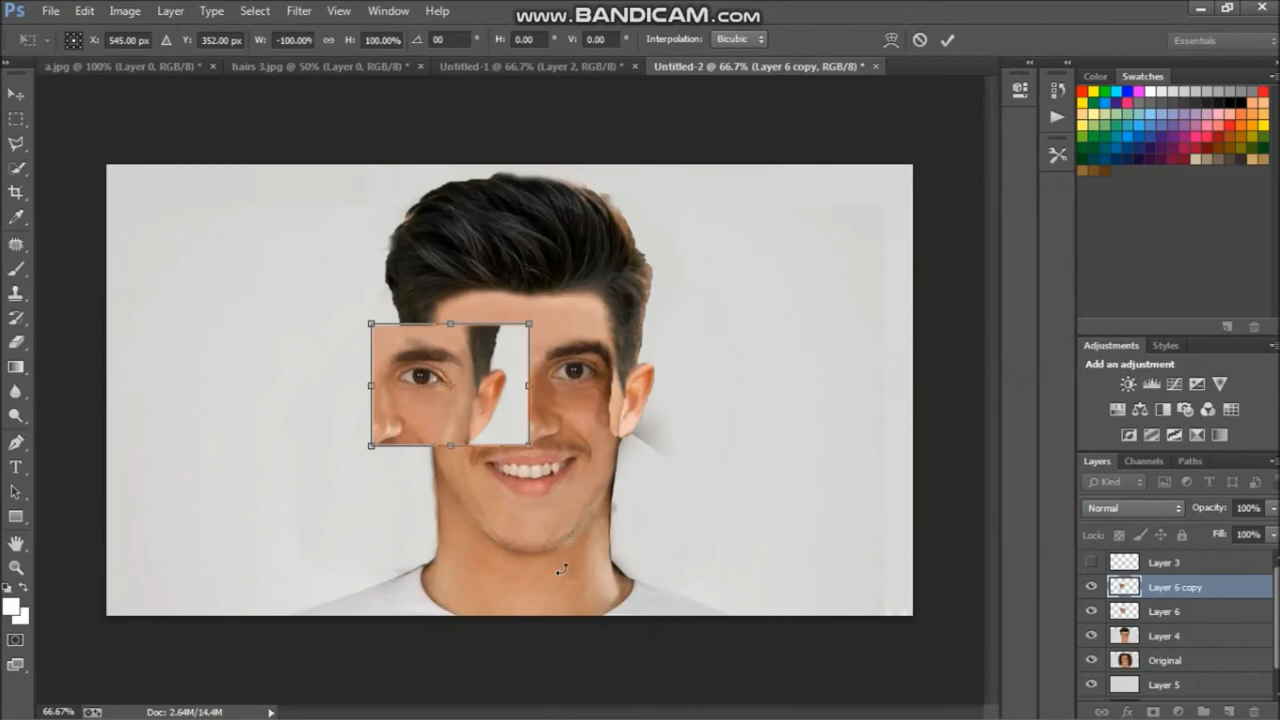 Ps File Edit Image Layer Type Select Filter View Window Help
www.BANDICAM.com
X: 545.00 px Y: 352.00 px W: -100.00% H: 100.00% 00 ° H: 0.00 ° V: 0.00 ° Interpolation: Bicubic Essentials
a.jpg @ 100% (Layer 0, RGB/8) * × hairs 3.jpg @ 50% (Layer 0, RGB/8) * × Untitled-1 @ 66.7% (Layer 2, RGB/8) * × Untitled-2 @ 66.7% (Layer 6 copy, RGB/8) * ×
Color Swatches
Adjustments Styles
Add an adjustment
Layers Channels Paths
Kind
Normal Opacity: 100%
Lock: Fill: 100%
Layer 3
Layer 6 copy
Layer 6
Layer 4
Original
Layer 5
66.67% Doc: 2.64M/14.4M